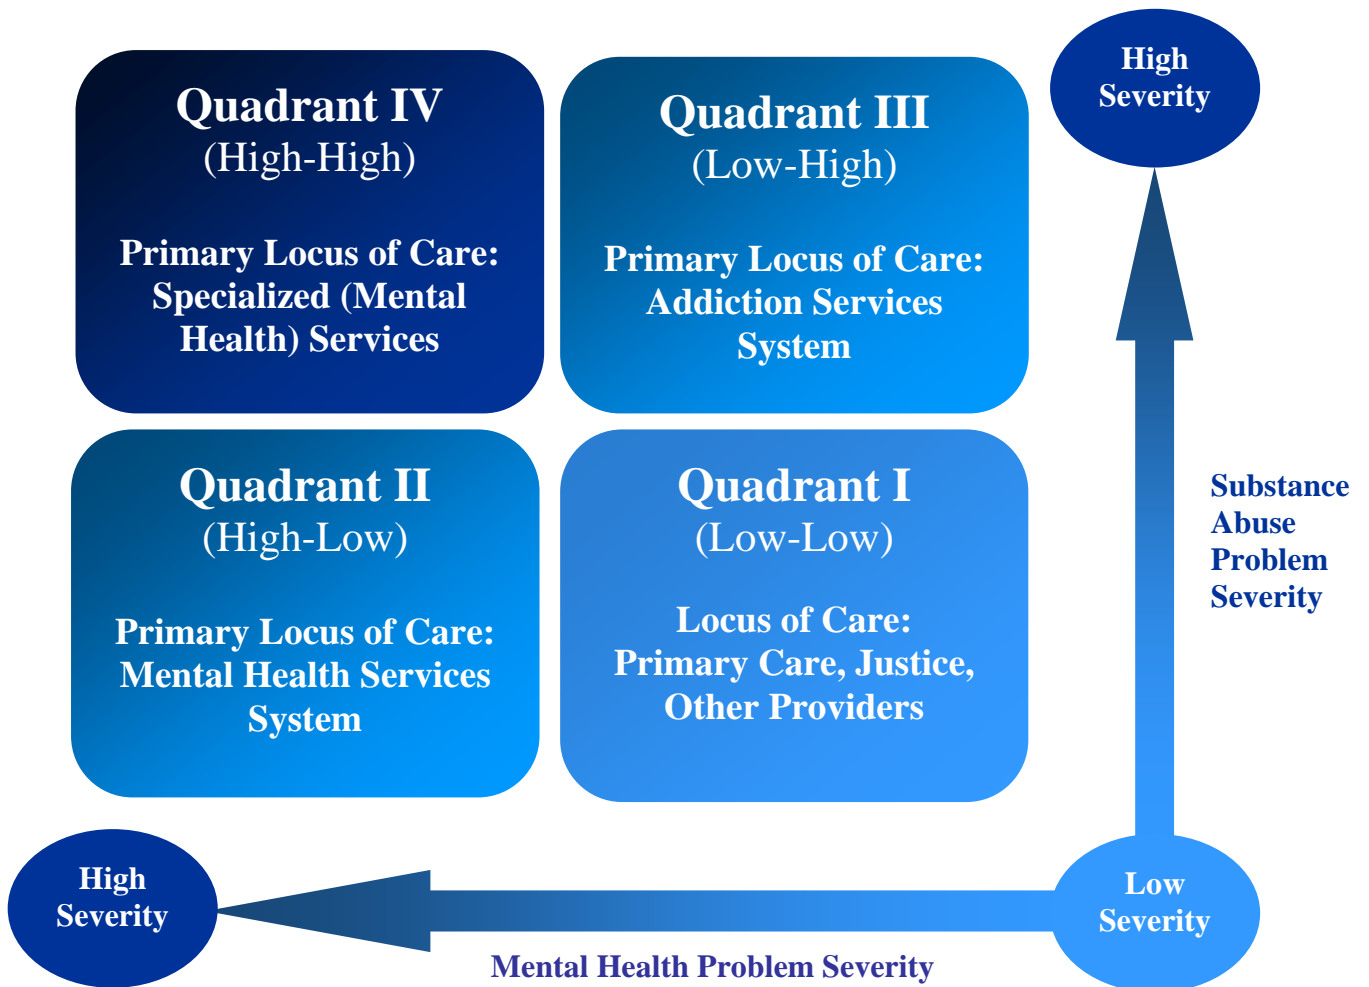 Quadrant IV
(High-High)
Primary Locus of Care:
Specialized (Mental
Health) Services
Quadrant III
(Low-High)
Primary Locus of Care:
Addiction Services
System
High
Severity
Quadrant II
(High-Low)
Primary Locus of Care:
Mental Health Services
System
Quadrant I
(Low-Low)
Locus of Care:
Primary Care, Justice,
Other Providers
Substance
Abuse
Problem
Severity
High
Severity
Low
Severity
Mental Health Problem Severity